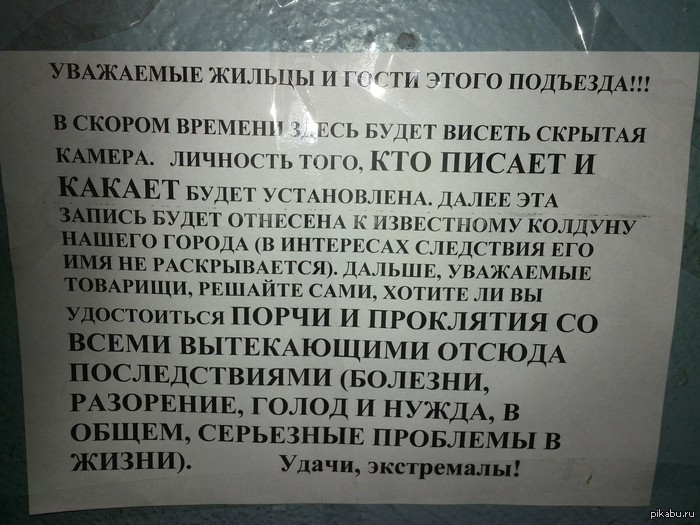 УВАЖАЕМЫЕ ЖИЛЬЦЫ И ГОСТИ ЭТОГО ПОДЪЕЗДА!!!
В СКОРОМ ВРЕМЕНИ ЗДЕСЬ БУДЕТ ВИСЕТЬ СКРЫТАЯ
КАМЕРА. ЛИЧНОСТЬ ТОГО, КТО ПИСАЕТ И
КАКАЕТ БУДЕТ УСТАНОВЛЕНА. ДАЛЕЕ ЭТА
ЗАПИСЬ БУДЕТ ОТНЕСЕНА К ИЗВЕСТНОМУ КОЛДУНУ
НАШЕГО ГОРОДА (В ИНТЕРЕСАХ СЛЕДСТВИЯ ЕГО
ИМЯ НЕ РАСКРЫВАЕТСЯ). ДАЛЬШЕ, УВАЖАЕМЫЕ
ТОВАРИЩИ, РЕШАЙТЕ САМИ, ХОТИТЕ ЛИ ВЫ
УДОСТОИТЬСЯ ПОРЧИ И ПРОКЛЯТИЯ СО
ВСЕМИ ВЫТЕКАЮЩИМИ ОТСЮДА
ПОСЛЕДСТВИЯМИ (БОЛЕЗНИ,
РАЗОРЕНИЕ, ГОЛОД И НУЖДА, В
ОБЩЕМ, СЕРЬЕЗНЫЕ ПРОБЛЕМЫ В
ЖИЗНИ). Удачи, экстремалы!
pikabu.ru